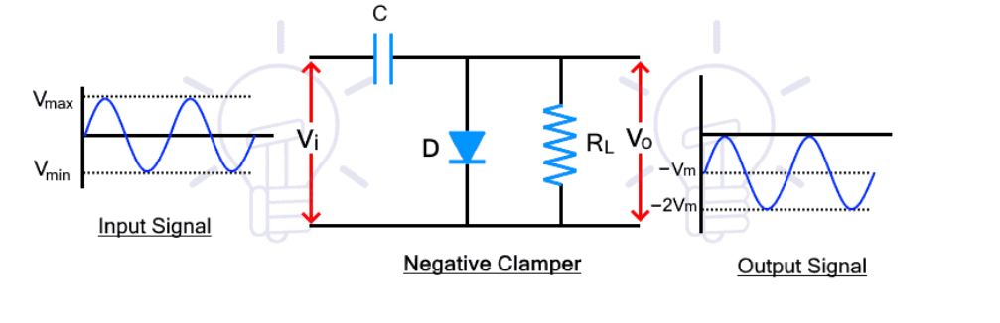 C
Vmax
Vmin
Input Signal
Vi
D
RL
Vo
Negative Clamper
−Vm
−2Vm
Output Signal